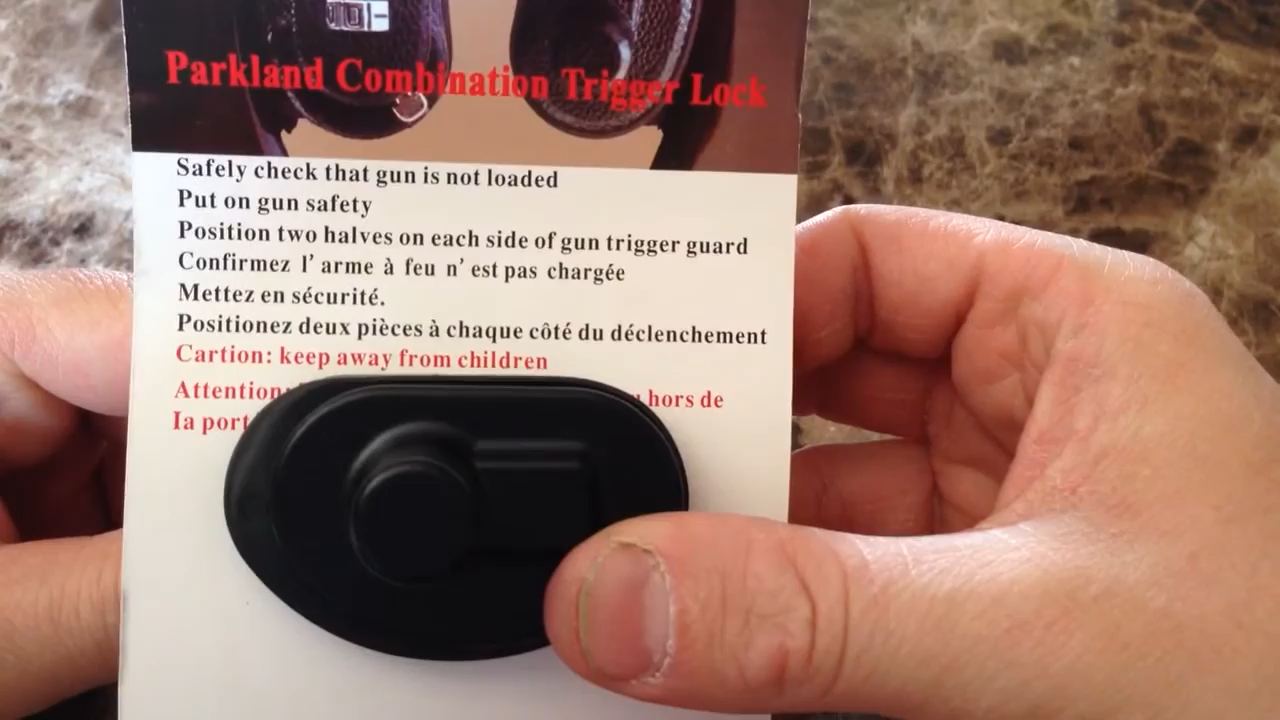 Parkland Combination Trigger Lock
Safely check that gun is not loaded
Put on gun safety
Position two halves on each side of gun trigger guard
Confirmez l' arme à feu n' est pas chargée
Mettez en sécurité.
Positionez deux pièces à chaque côté du déclenchement
Cartion: keep away from children
Attention: hors de
Ia port